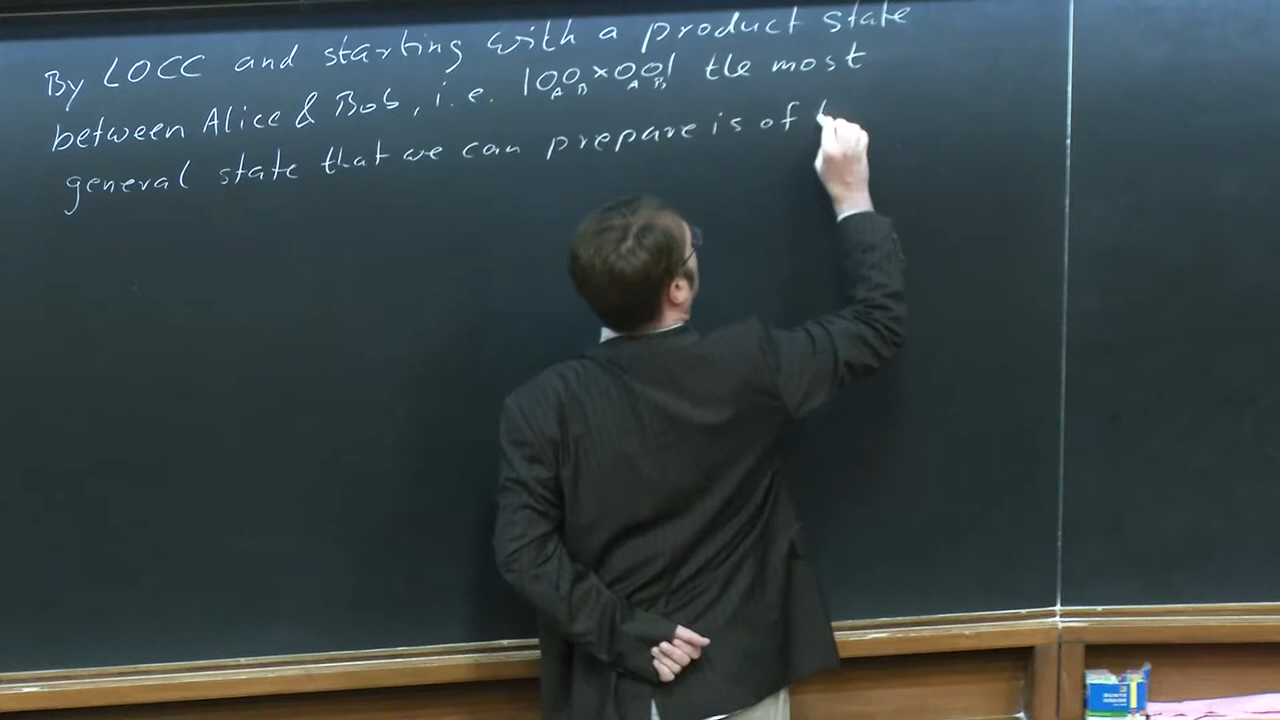 By LOCC and starting with a product state
between Alice & Bob, i.e. |0_A 0_B⟩⟨0_A 0_B| the most
general state that we can prepare is of